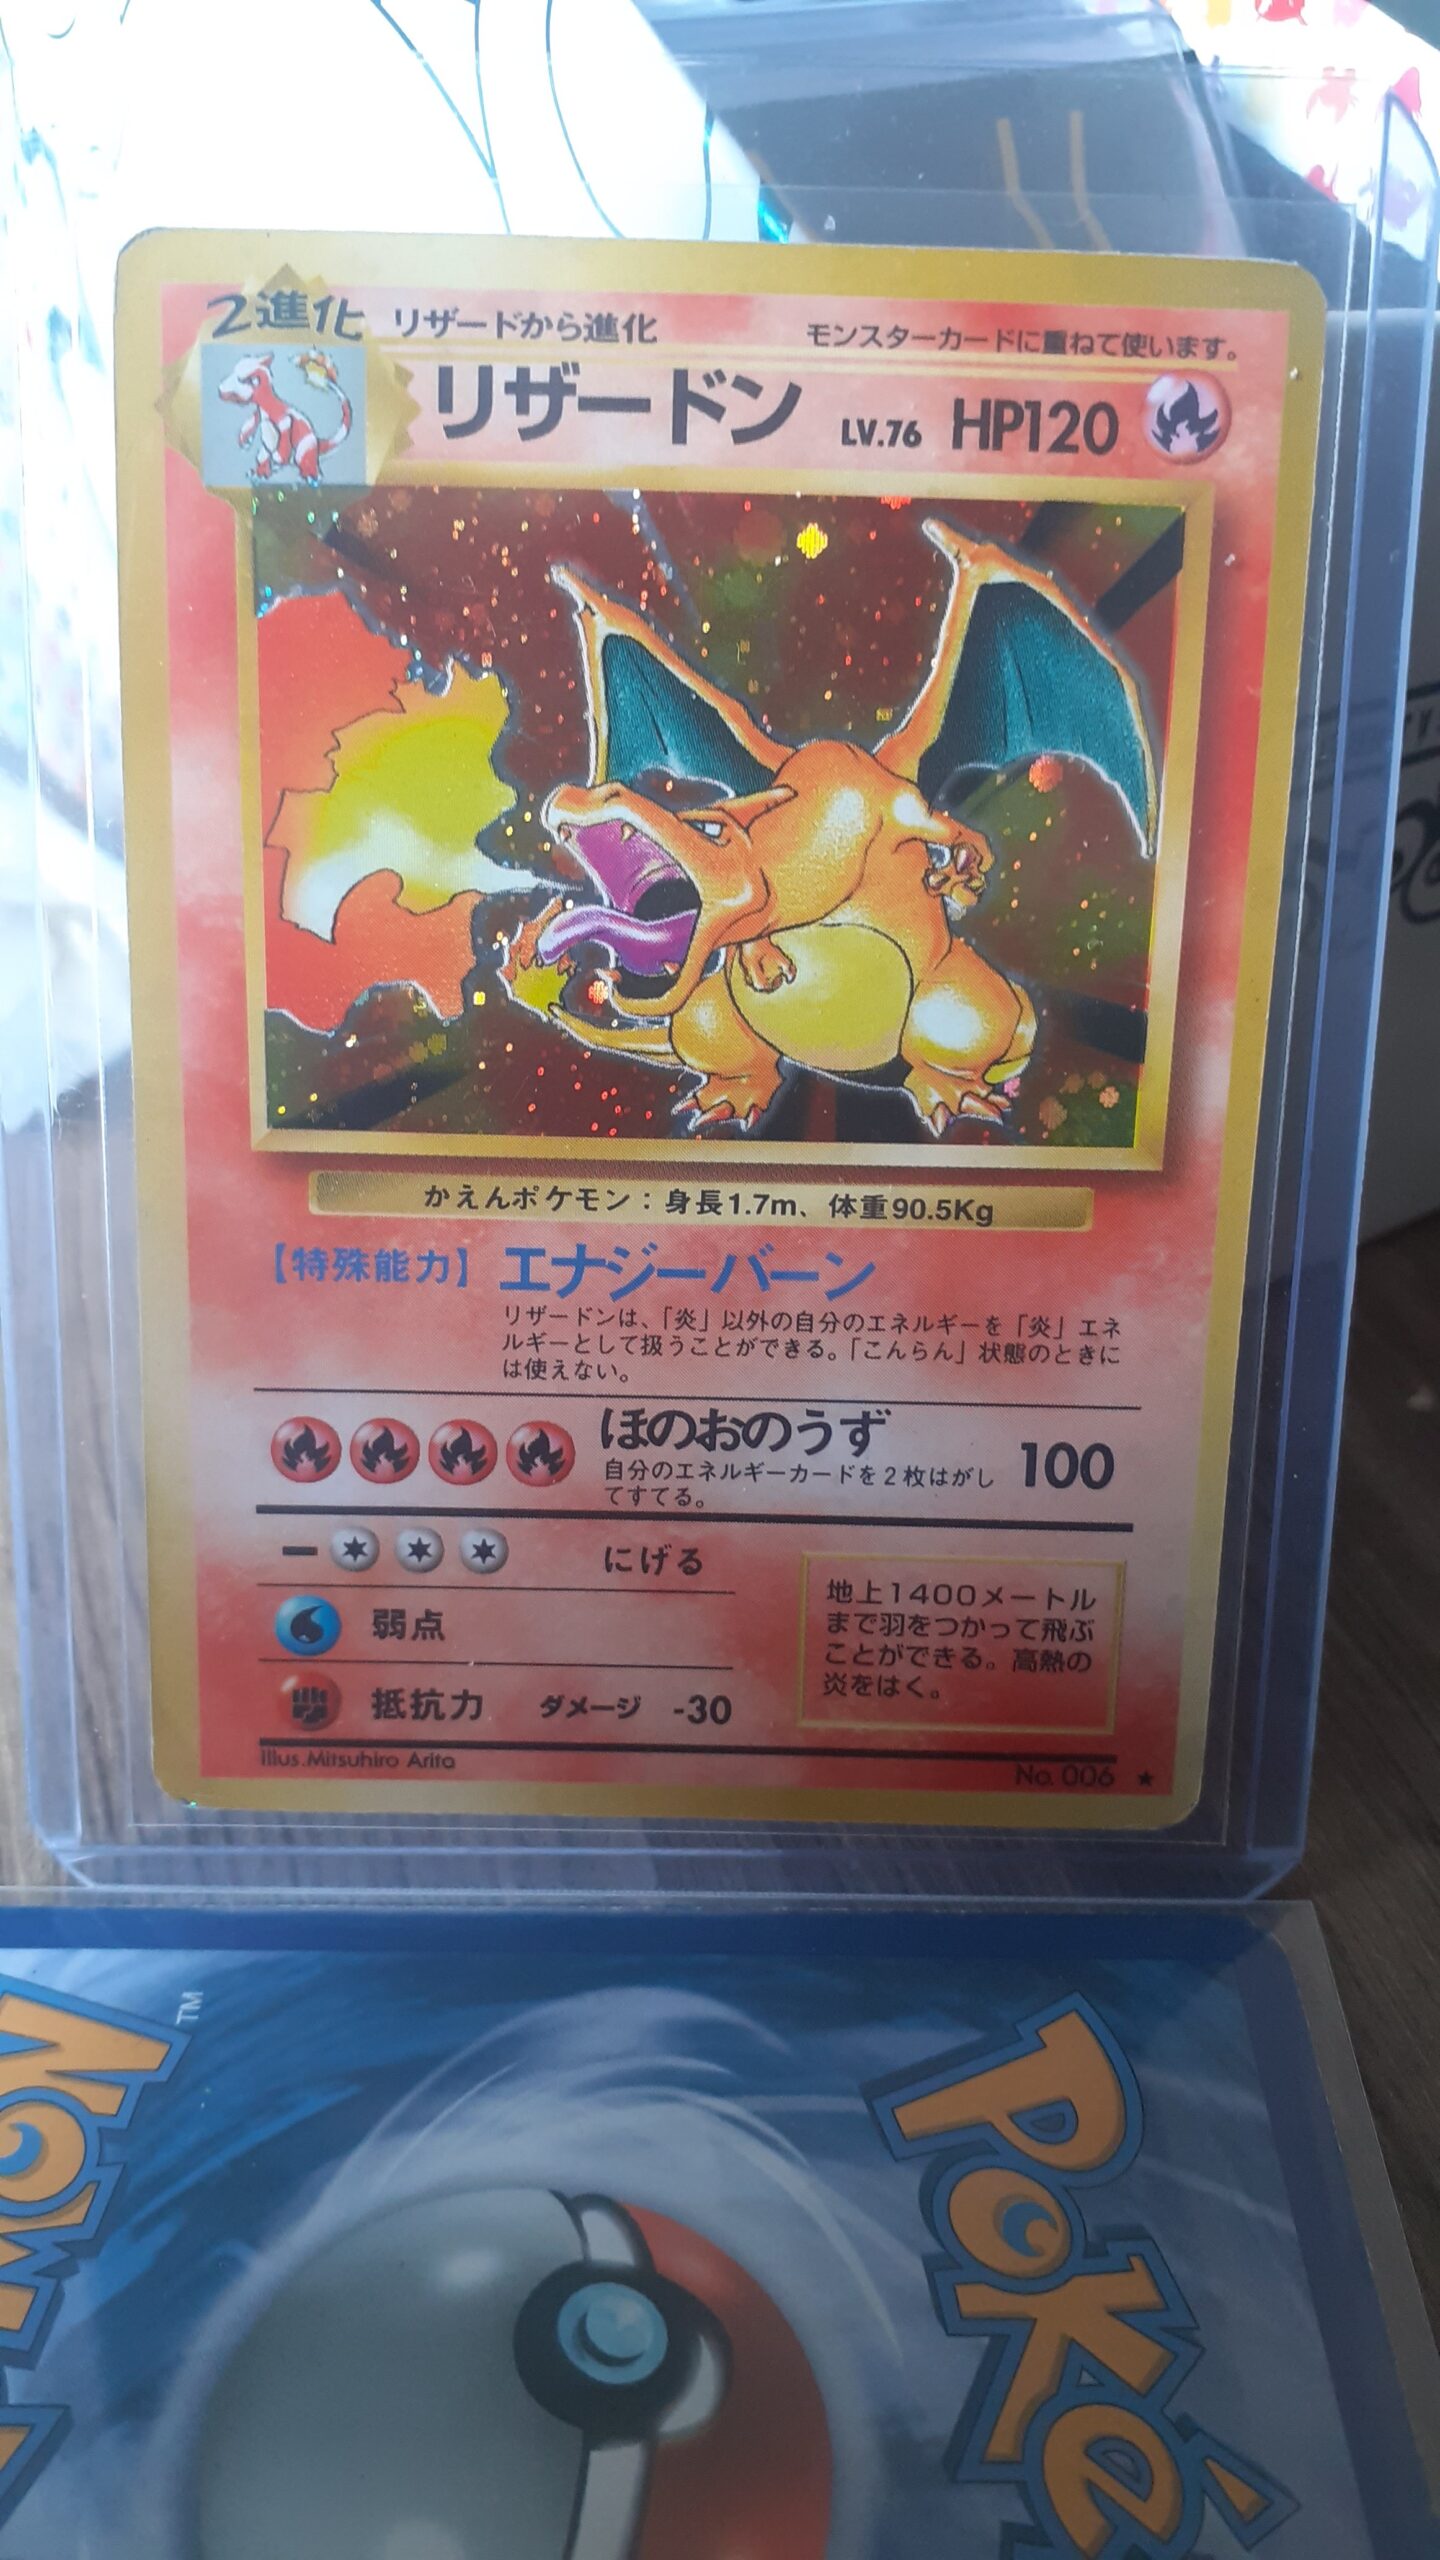 2進化 リザードから進化 モンスターカードに重ねて使います。
リザードン LV.76 HP120
かえんポケモン：身長1.7m、体重90.5Kg
【特殊能力】 エナジーバーン
リザードンは、「炎」以外の自分のエネルギーを「炎」エネ
ルギーとして扱うことができる。「こんらん」状態のときに
は使えない。
ほのおのうず 100
自分のエネルギーカードを2枚はがし
てすてる。
にげる
弱点
抵抗力 ダメージ -30
地上1400メートル
まで羽をつかって飛ぶ
ことができる。高熱の
炎をはく。
Illus.Mitsuhiro Arita
No. 006 ★
TM
Poké